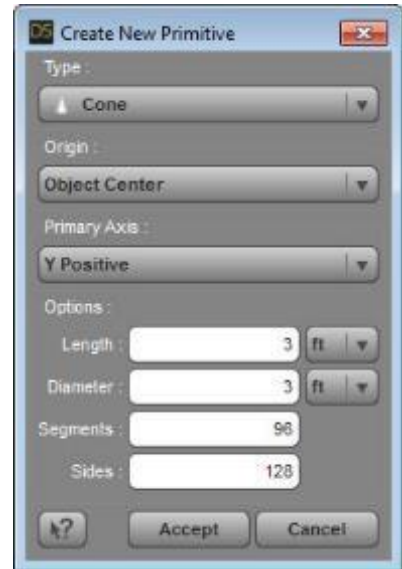 DS Create New Primitive
Type :
Cone
Origin :
Object Center
Primary Axis :
Y Positive
Options :
Length : 3 ft
Diameter : 3 ft
Segments : 96
Sides : 128
? Accept Cancel